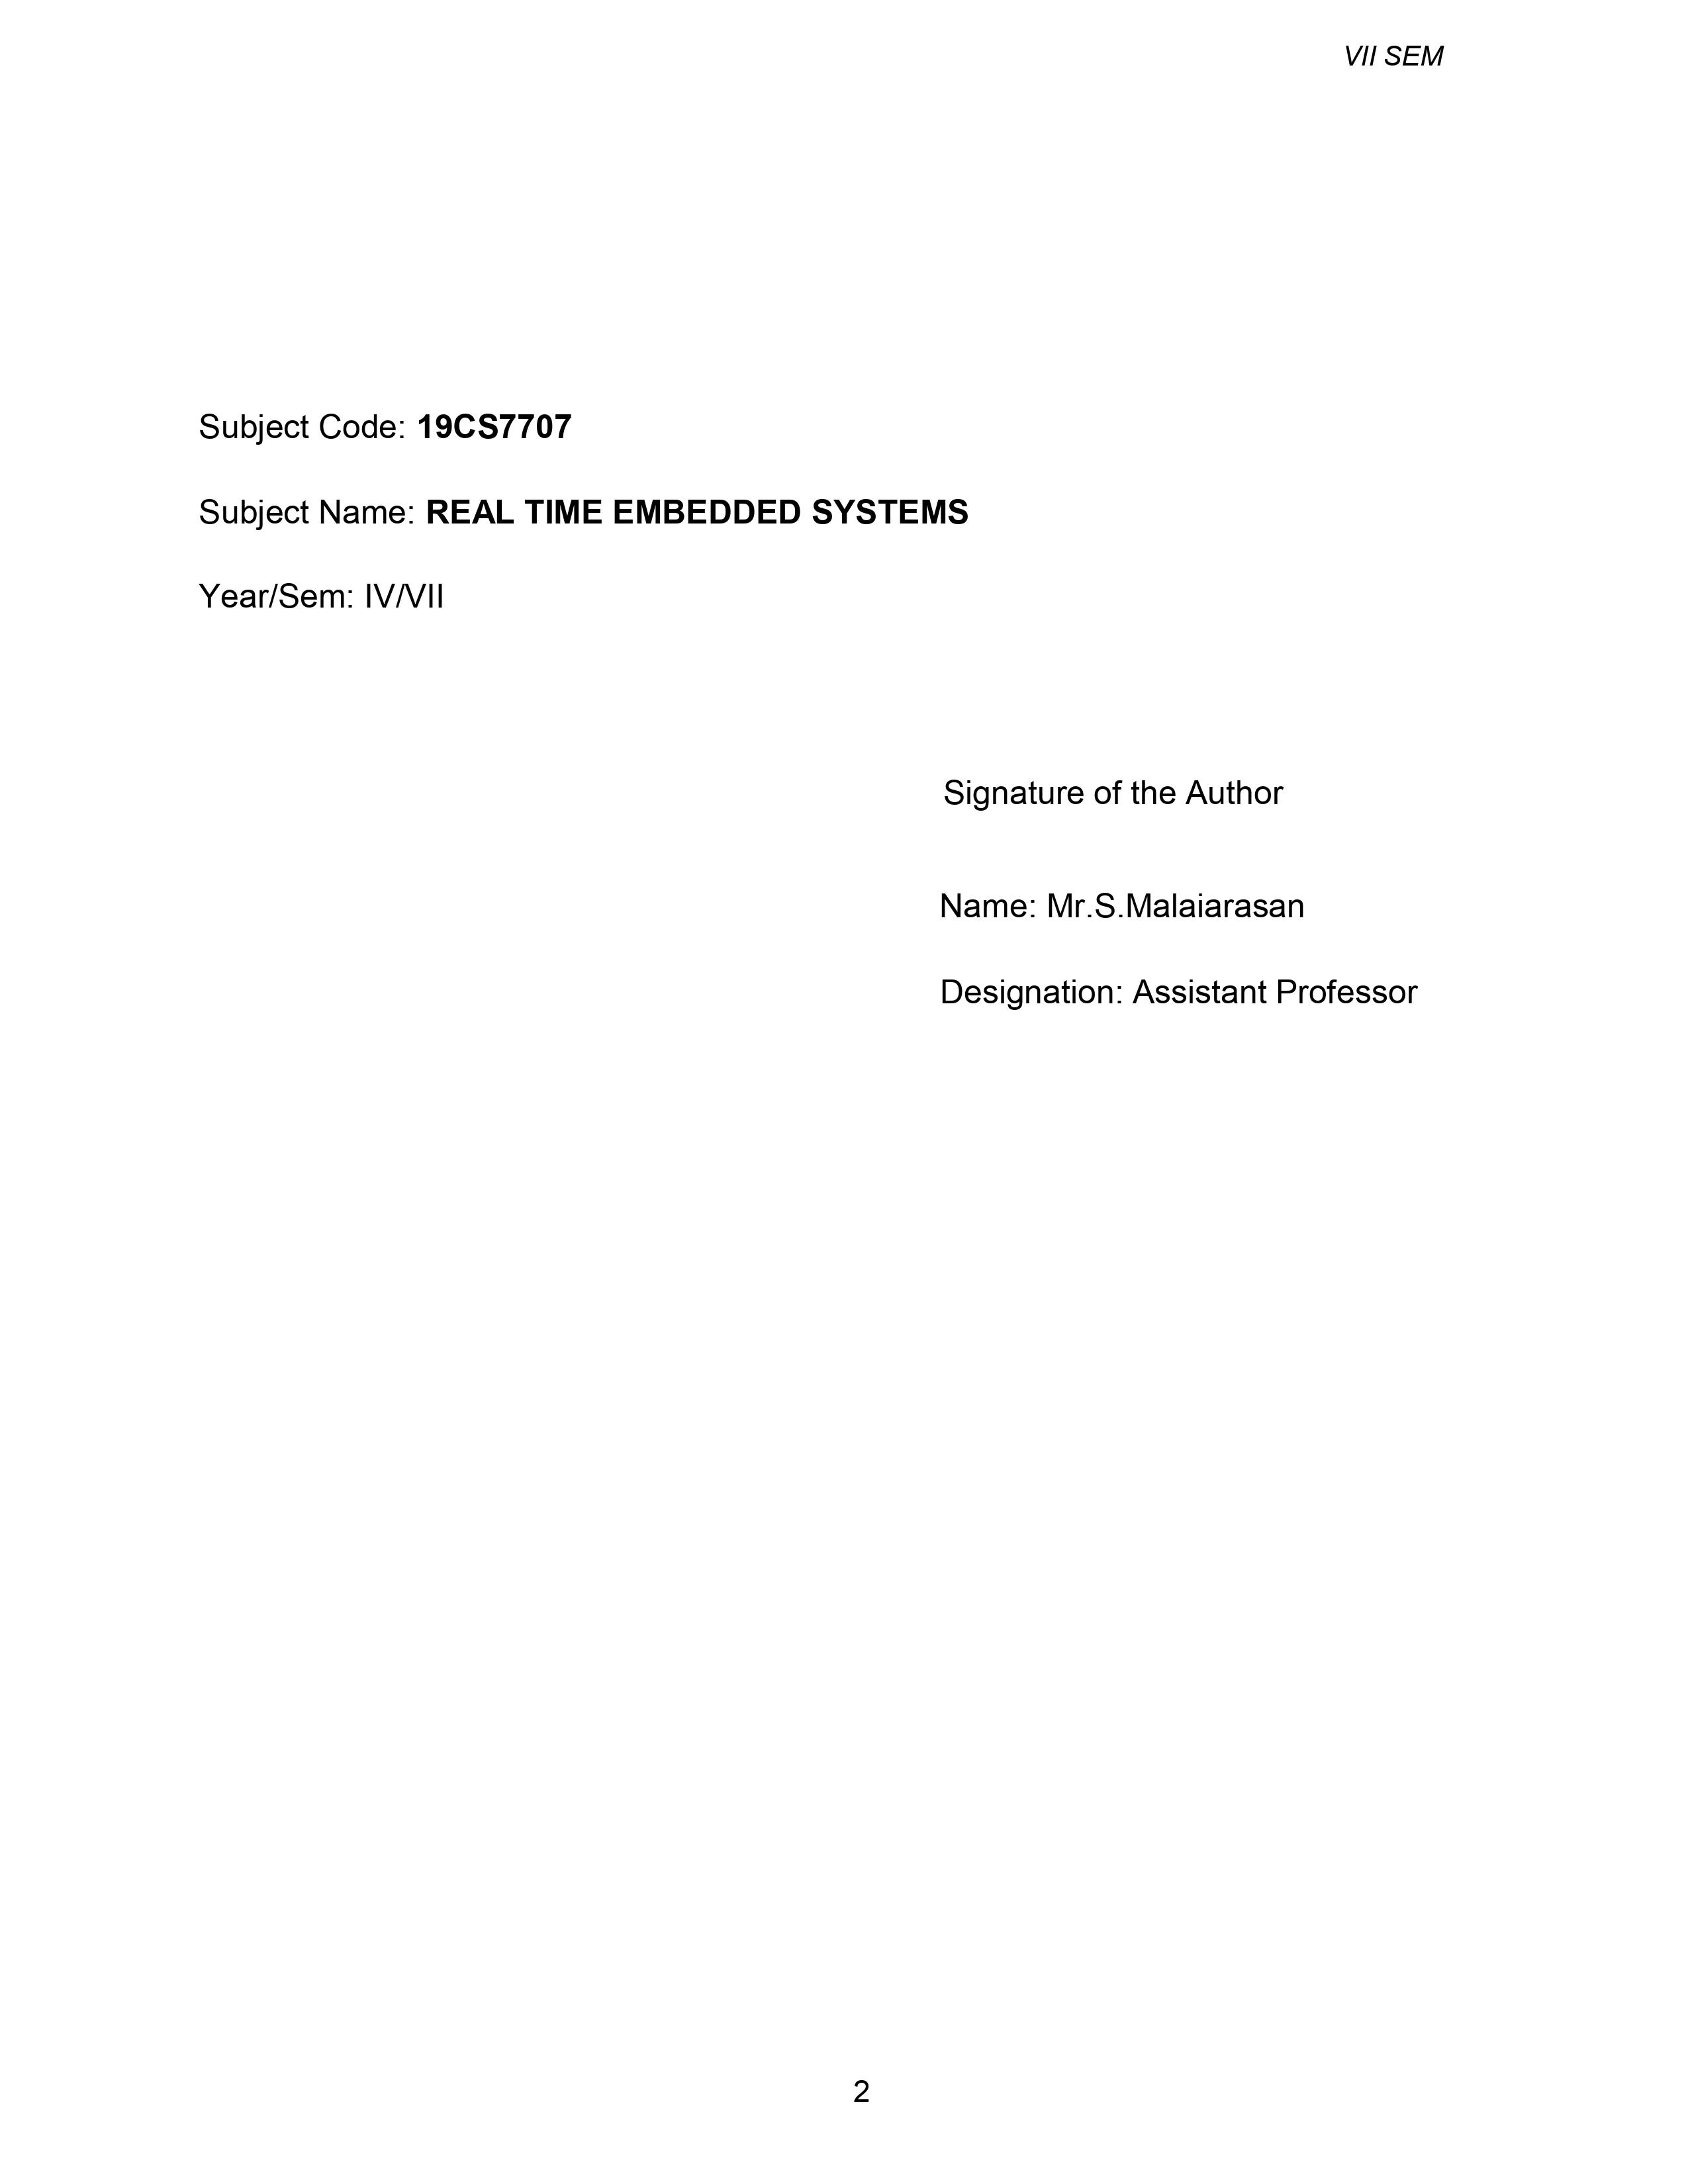 VII SEM
Subject Code: 19CS7707
Subject Name: REAL TIME EMBEDDED SYSTEMS
Year/Sem: IV/VII
Signature of the Author
Name: Mr.S.Malaiarasan
Designation: Assistant Professor
2